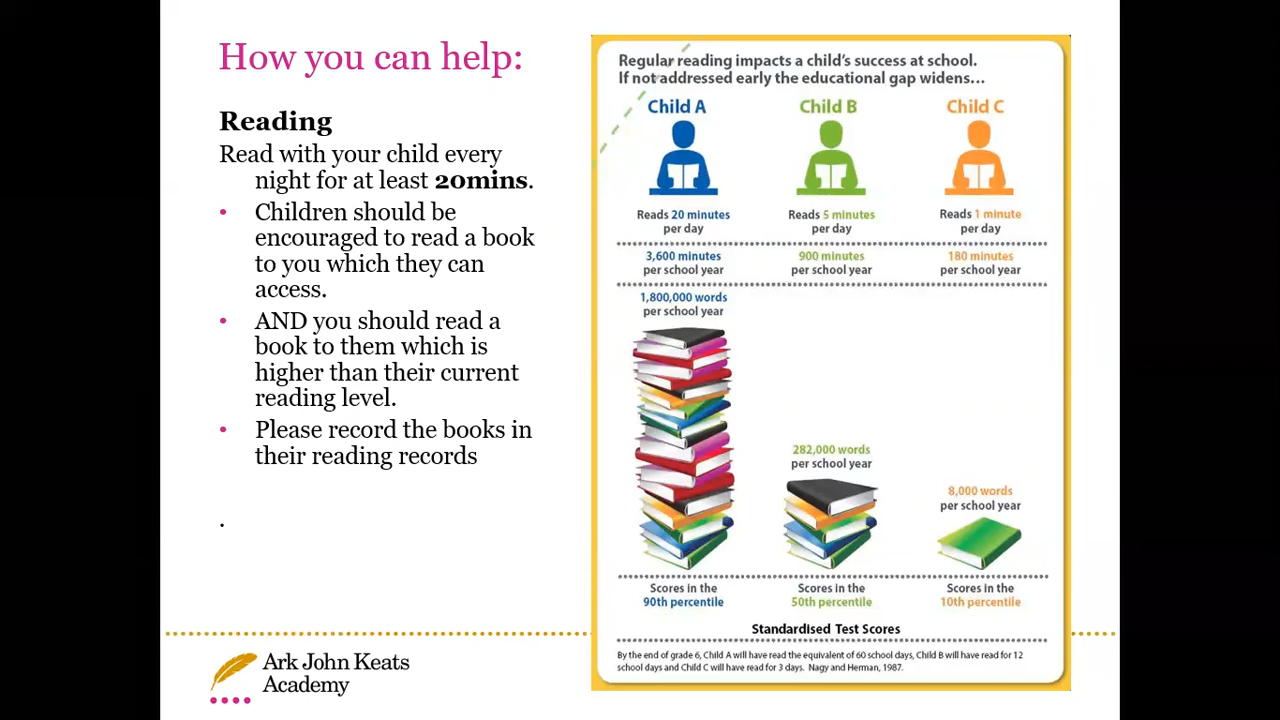 How you can help:
Reading
Read with your child every
night for at least 20mins.
• Children should be
encouraged to read a book
to you which they can
access.
• AND you should read a
book to them which is
higher than their current
reading level.
• Please record the books in
their reading records
.
Ark John Keats
Academy
Regular reading impacts a child's success at school.
If not addressed early the educational gap widens...
Child A Child B Child C
Reads 20 minutes Reads 5 minutes Reads 1 minute
per day per day per day
3,600 minutes 900 minutes 180 minutes
per school year per school year per school year
1,800,000 words
per school year
282,000 words
per school year
8,000 words
per school year
Scores in the Scores in the Scores in the
90th percentile 50th percentile 10th percentile
Standardised Test Scores
By the end of grade 6, Child A will have read the equivalent of 60 school days, Child B will have read for 12
school days and Child C will have read for 3 days. Nagy and Herman, 1987.